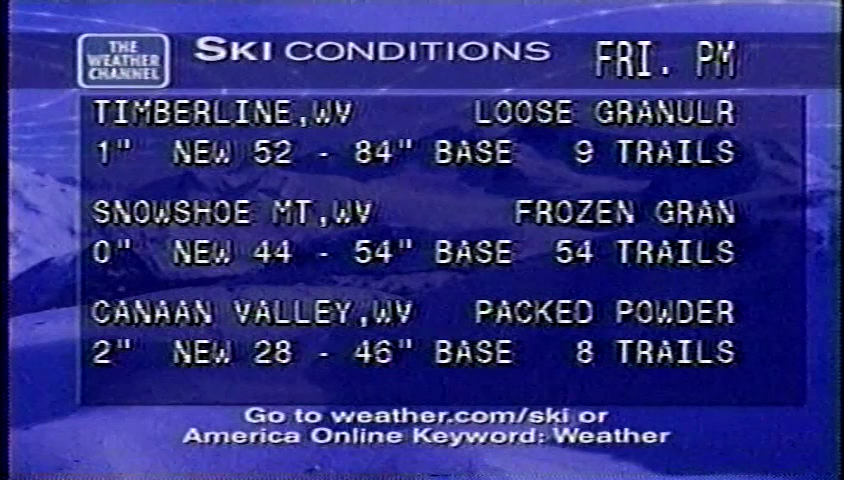 THE
WEATHER
CHANNEL
SKI CONDITIONS
FRI. PM
TIMBERLINE,WV LOOSE GRANULR
1" NEW 52 - 84" BASE 9 TRAILS
SNOWSHOE MT,WV FROZEN GRAN
0" NEW 44 - 54" BASE 54 TRAILS
CANAAN VALLEY,WV PACKED POWDER
2" NEW 28 - 46" BASE 8 TRAILS
Go to weather.com/ski or
America Online Keyword: Weather